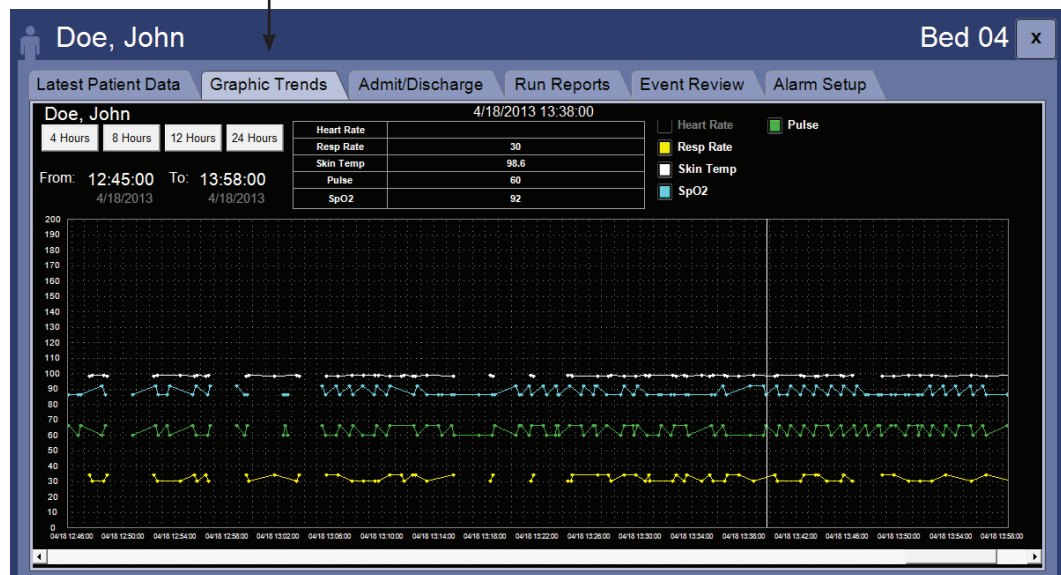 Doe, John
Bed 04 x
Latest Patient Data Graphic Trends Admit/Discharge Run Reports Event Review Alarm Setup
Doe, John
4/18/2013 13:38:00
4 Hours 8 Hours 12 Hours 24 Hours
From: 12:45:00 To: 13:58:00
4/18/2013 4/18/2013
Heart Rate
Resp Rate 30
Skin Temp 98.6
Pulse 60
SpO2 92
Heart Rate Pulse
Resp Rate
Skin Temp
SpO2
200
190
180
170
160
150
140
130
120
110
100
90
80
70
60
50
40
30
20
10
0
04/18 12:46:00 04/18 12:50:00 04/18 12:54:00 04/18 12:58:00 04/18 13:02:00 04/18 13:06:00 04/18 13:10:00 04/18 13:14:00 04/18 13:18:00 04/18 13:22:00 04/18 13:26:00 04/18 13:30:00 04/18 13:34:00 04/18 13:38:00 04/18 13:42:00 04/18 13:46:00 04/18 13:50:00 04/18 13:54:00 04/18 13:58:00